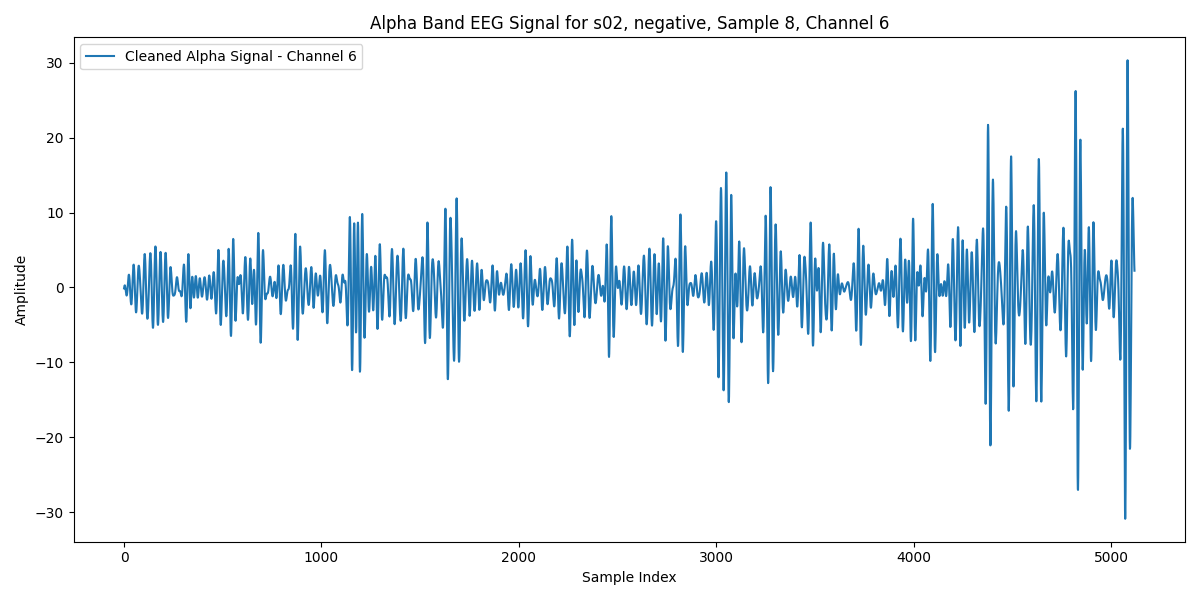 Alpha Band EEG Signal for s02, negative, Sample 8, Channel 6
Cleaned Alpha Signal - Channel 6
30
20
10
0
−10
−20
−30
Amplitude
0 1000 2000 3000 4000 5000
Sample Index